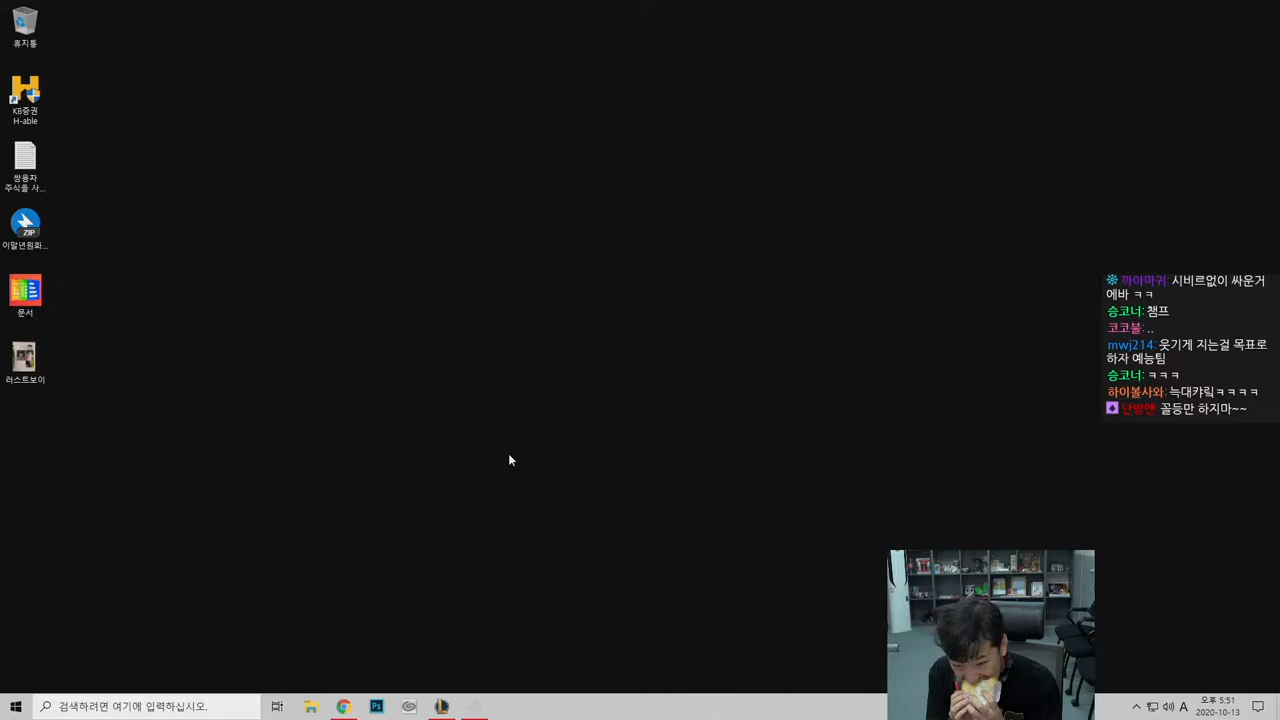 휴지통
KB증권
H-able
쌍용자
주식을 사...
ZIP
이말년원화...
문서
러스트보이
까아마귀: 시비르없이 싸운거
에바 ㅋㅋ
승코너: 챔프
코코볼: ..
mwj214: 웃기게 지는걸 목표로
하자 예능팀
승코너: ㅋㅋㅋ
하이볼사와: 늑대캬맄ㅋㅋㅋㅋ
난방맨 꼴등만 하지마~~
검색하려면 여기에 입력하십시오.
Ps
A
오후 5:51
2020-10-13